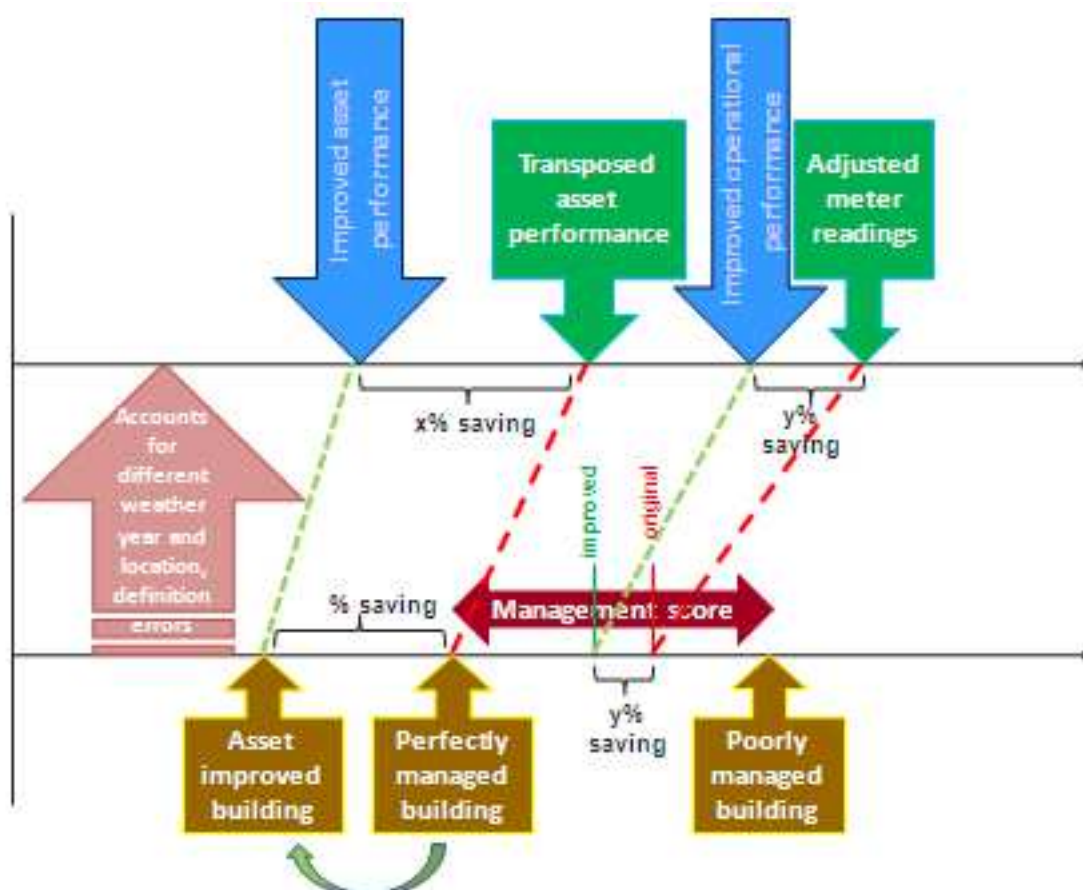 Improved asset
performance
Transposed
asset
performance
Improved operational
performance
Adjusted
meter
readings
x% saving
y%
saving
Accounts
for
different
weather
year and
location,
definition
errors
improved
original
% saving
Management score
y%
saving
Asset
improved
building
Perfectly
managed
building
Poorly
managed
building